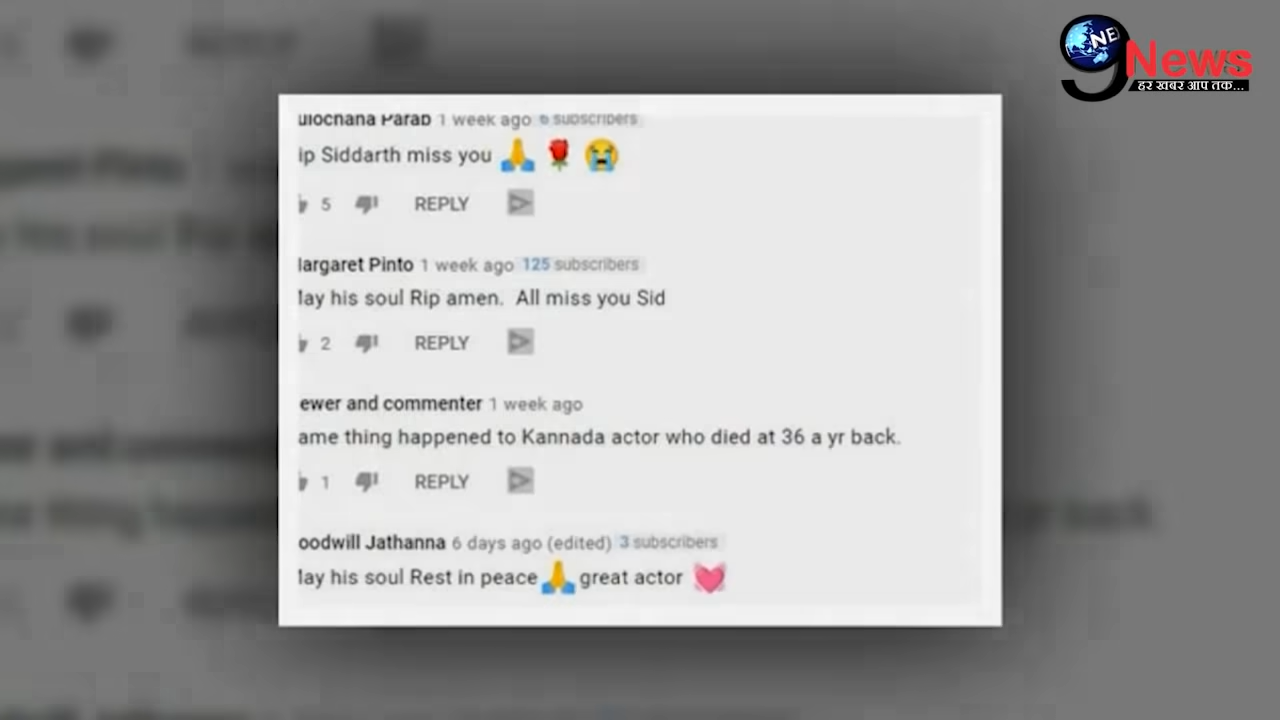 NE
9 News
हर खबर आप तक...
ulochana Parab 1 week ago 6 subscribers
ip Siddarth miss you 🙏 🌹 😭
5 REPLY
largaret Pinto 1 week ago 125 subscribers
lay his soul Rip amen. All miss you Sid
2 REPLY
ewer and commenter 1 week ago
ame thing happened to Kannada actor who died at 36 a yr back.
1 REPLY
oodwill Jathanna 6 days ago (edited) 3 subscribers
lay his soul Rest in peace 🙏 great actor 💓